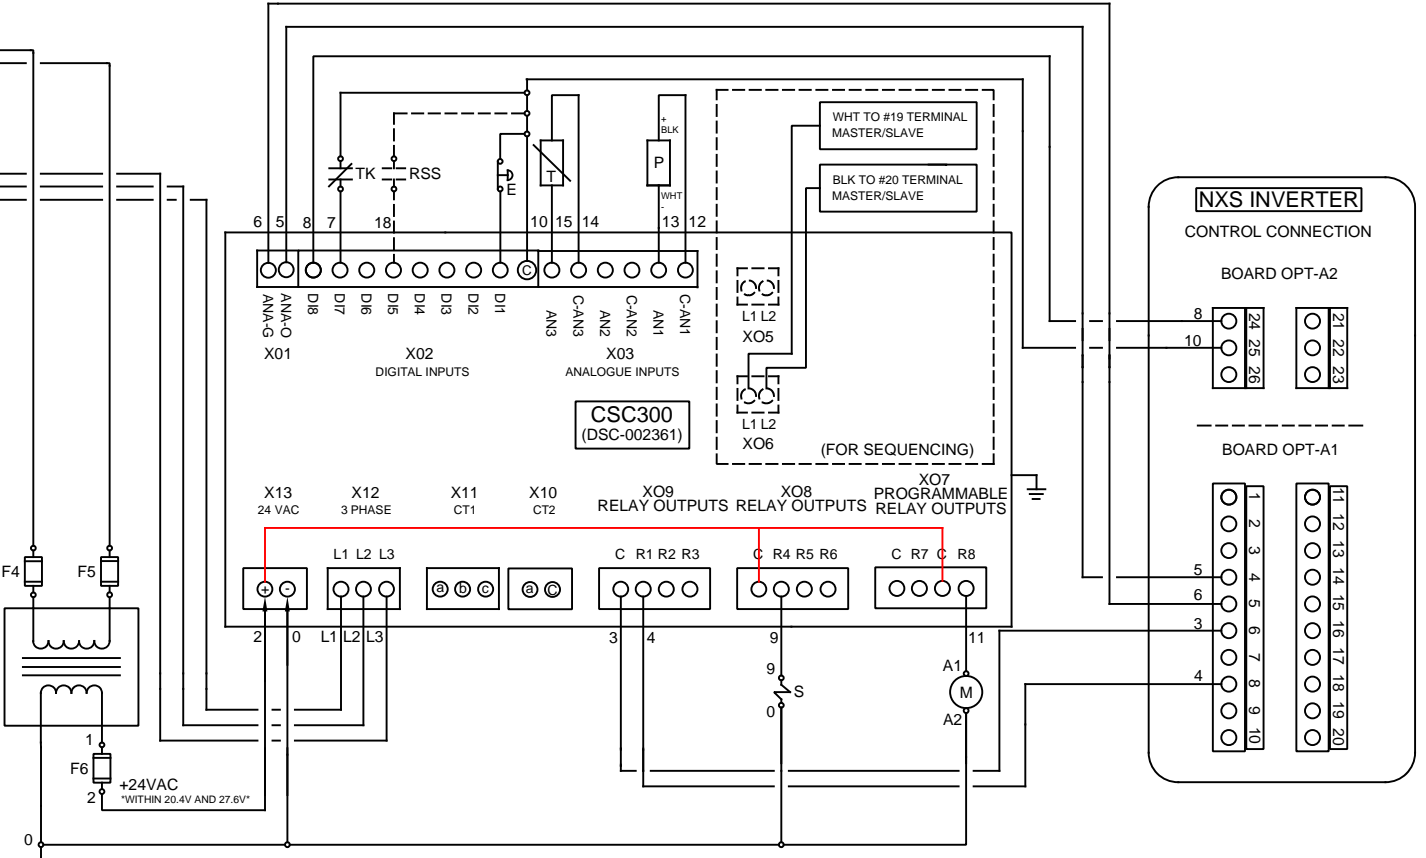 WHT TO #19 TERMINAL
MASTER/SLAVE
BLK TO #20 TERMINAL
MASTER/SLAVE
+
BLK
TK
RSS
E
T
P
WHT
-
6 5 8 7 18 10 15 14 13 12
C
ANA-G
ANA-O
DI8
DI7
DI6
DI5
DI4
DI3
DI2
DI1
AN3
C-AN3
AN2
C-AN2
AN1
C-AN1
X01
X02
DIGITAL INPUTS
X03
ANALOGUE INPUTS
L1 L2
XO5
L1 L2
XO6
(FOR SEQUENCING)
CSC300
(DSC-002361)
NXS INVERTER
CONTROL CONNECTION
BOARD OPT-A2
8
10
24
25
26
21
22
23
BOARD OPT-A1
5
6
3
4
1
2
3
4
5
6
7
8
9
10
11
12
13
14
15
16
17
18
19
20
X13
24 VAC
X12
3 PHASE
X11
CT1
X10
CT2
XO9
RELAY OUTPUTS
XO8
RELAY OUTPUTS
XO7
PROGRAMMABLE
RELAY OUTPUTS
L1 L2 L3
C R1 R2 R3
C R4 R5 R6
C R7 C R8
+ -
a b c
a C
2 0 L1 L2 L3
3 4 9 11
F4
F5
9
S
0
A1
M
A2
1
F6
2
+24VAC
"WITHIN 20.4V AND 27.6V"
0